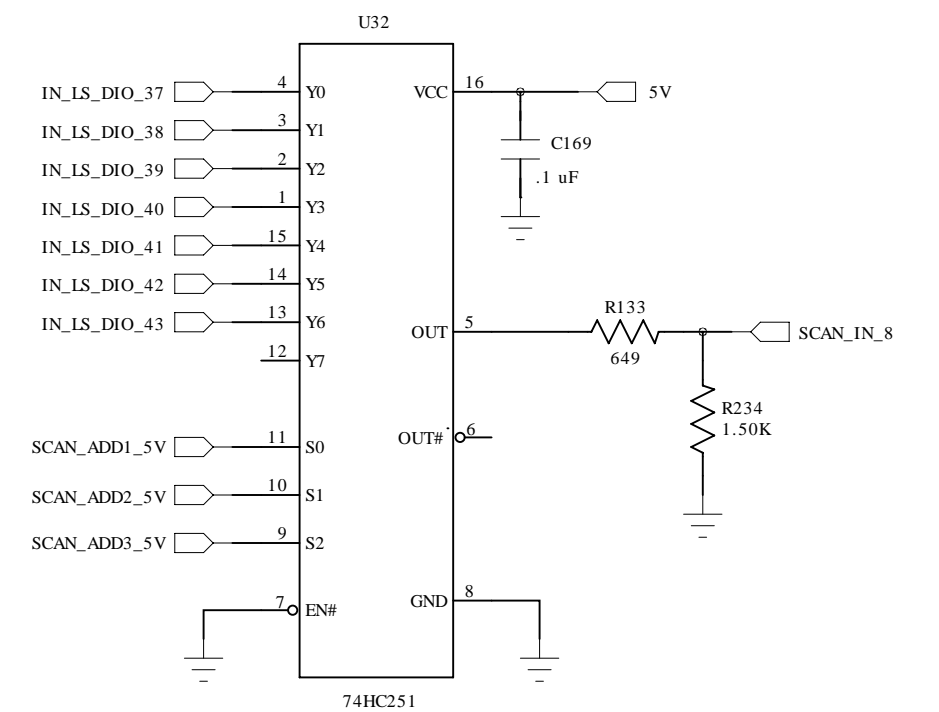 U32
IN_LS_DIO_37 4 Y0 VCC 16 5V
IN_LS_DIO_38 3 Y1 C169
IN_LS_DIO_39 2 Y2 .1 uF
IN_LS_DIO_40 1 Y3
IN_LS_DIO_41 15 Y4
IN_LS_DIO_42 14 Y5
R133
IN_LS_DIO_43 13 Y6 OUT 5 SCAN_IN_8
649
12 Y7
R234
1.50K
SCAN_ADD1_5V 11 S0 OUT# 6
SCAN_ADD2_5V 10 S1
SCAN_ADD3_5V 9 S2
7 EN# GND 8
74HC251